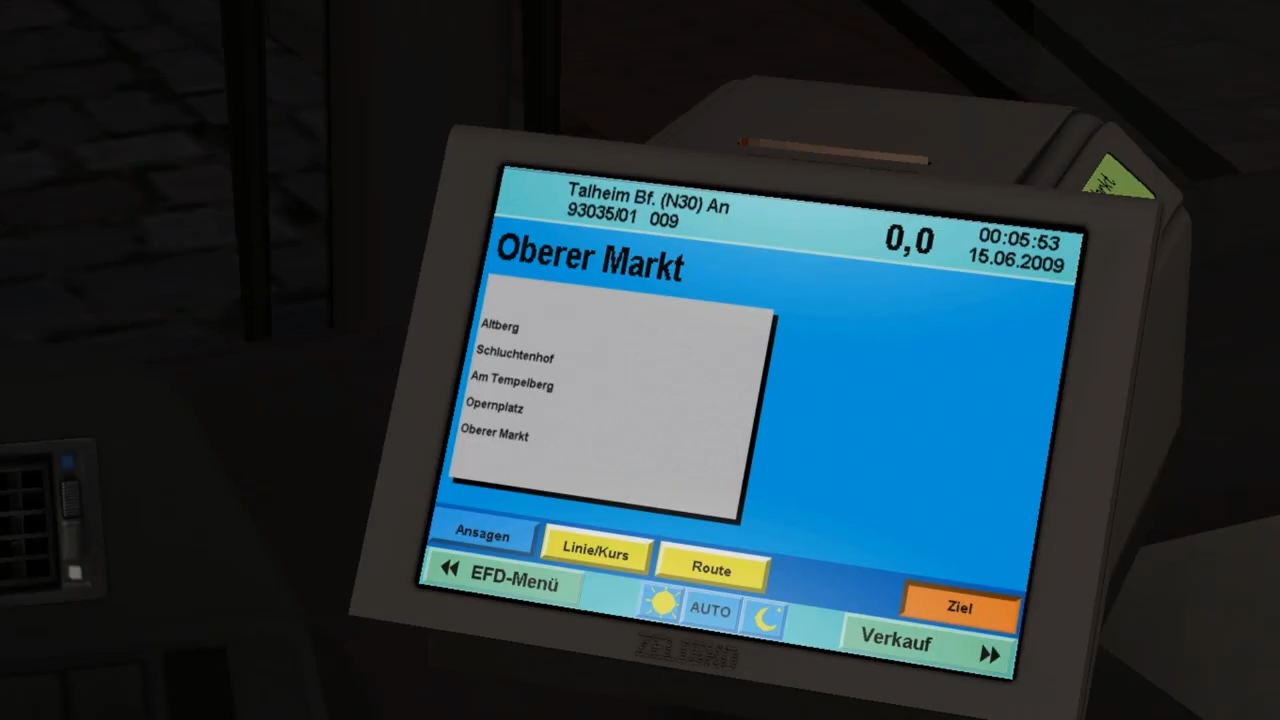 Talheim Bf. (N30) An
93035/01 009
0,0
00:05:53
15.06.2009
Oberer Markt
Altberg
Schluchtenhof
Am Tempelberg
Opernplatz
Oberer Markt
Ansagen
Linie/Kurs
Route
Ziel
EFD-Menü
AUTO
Verkauf